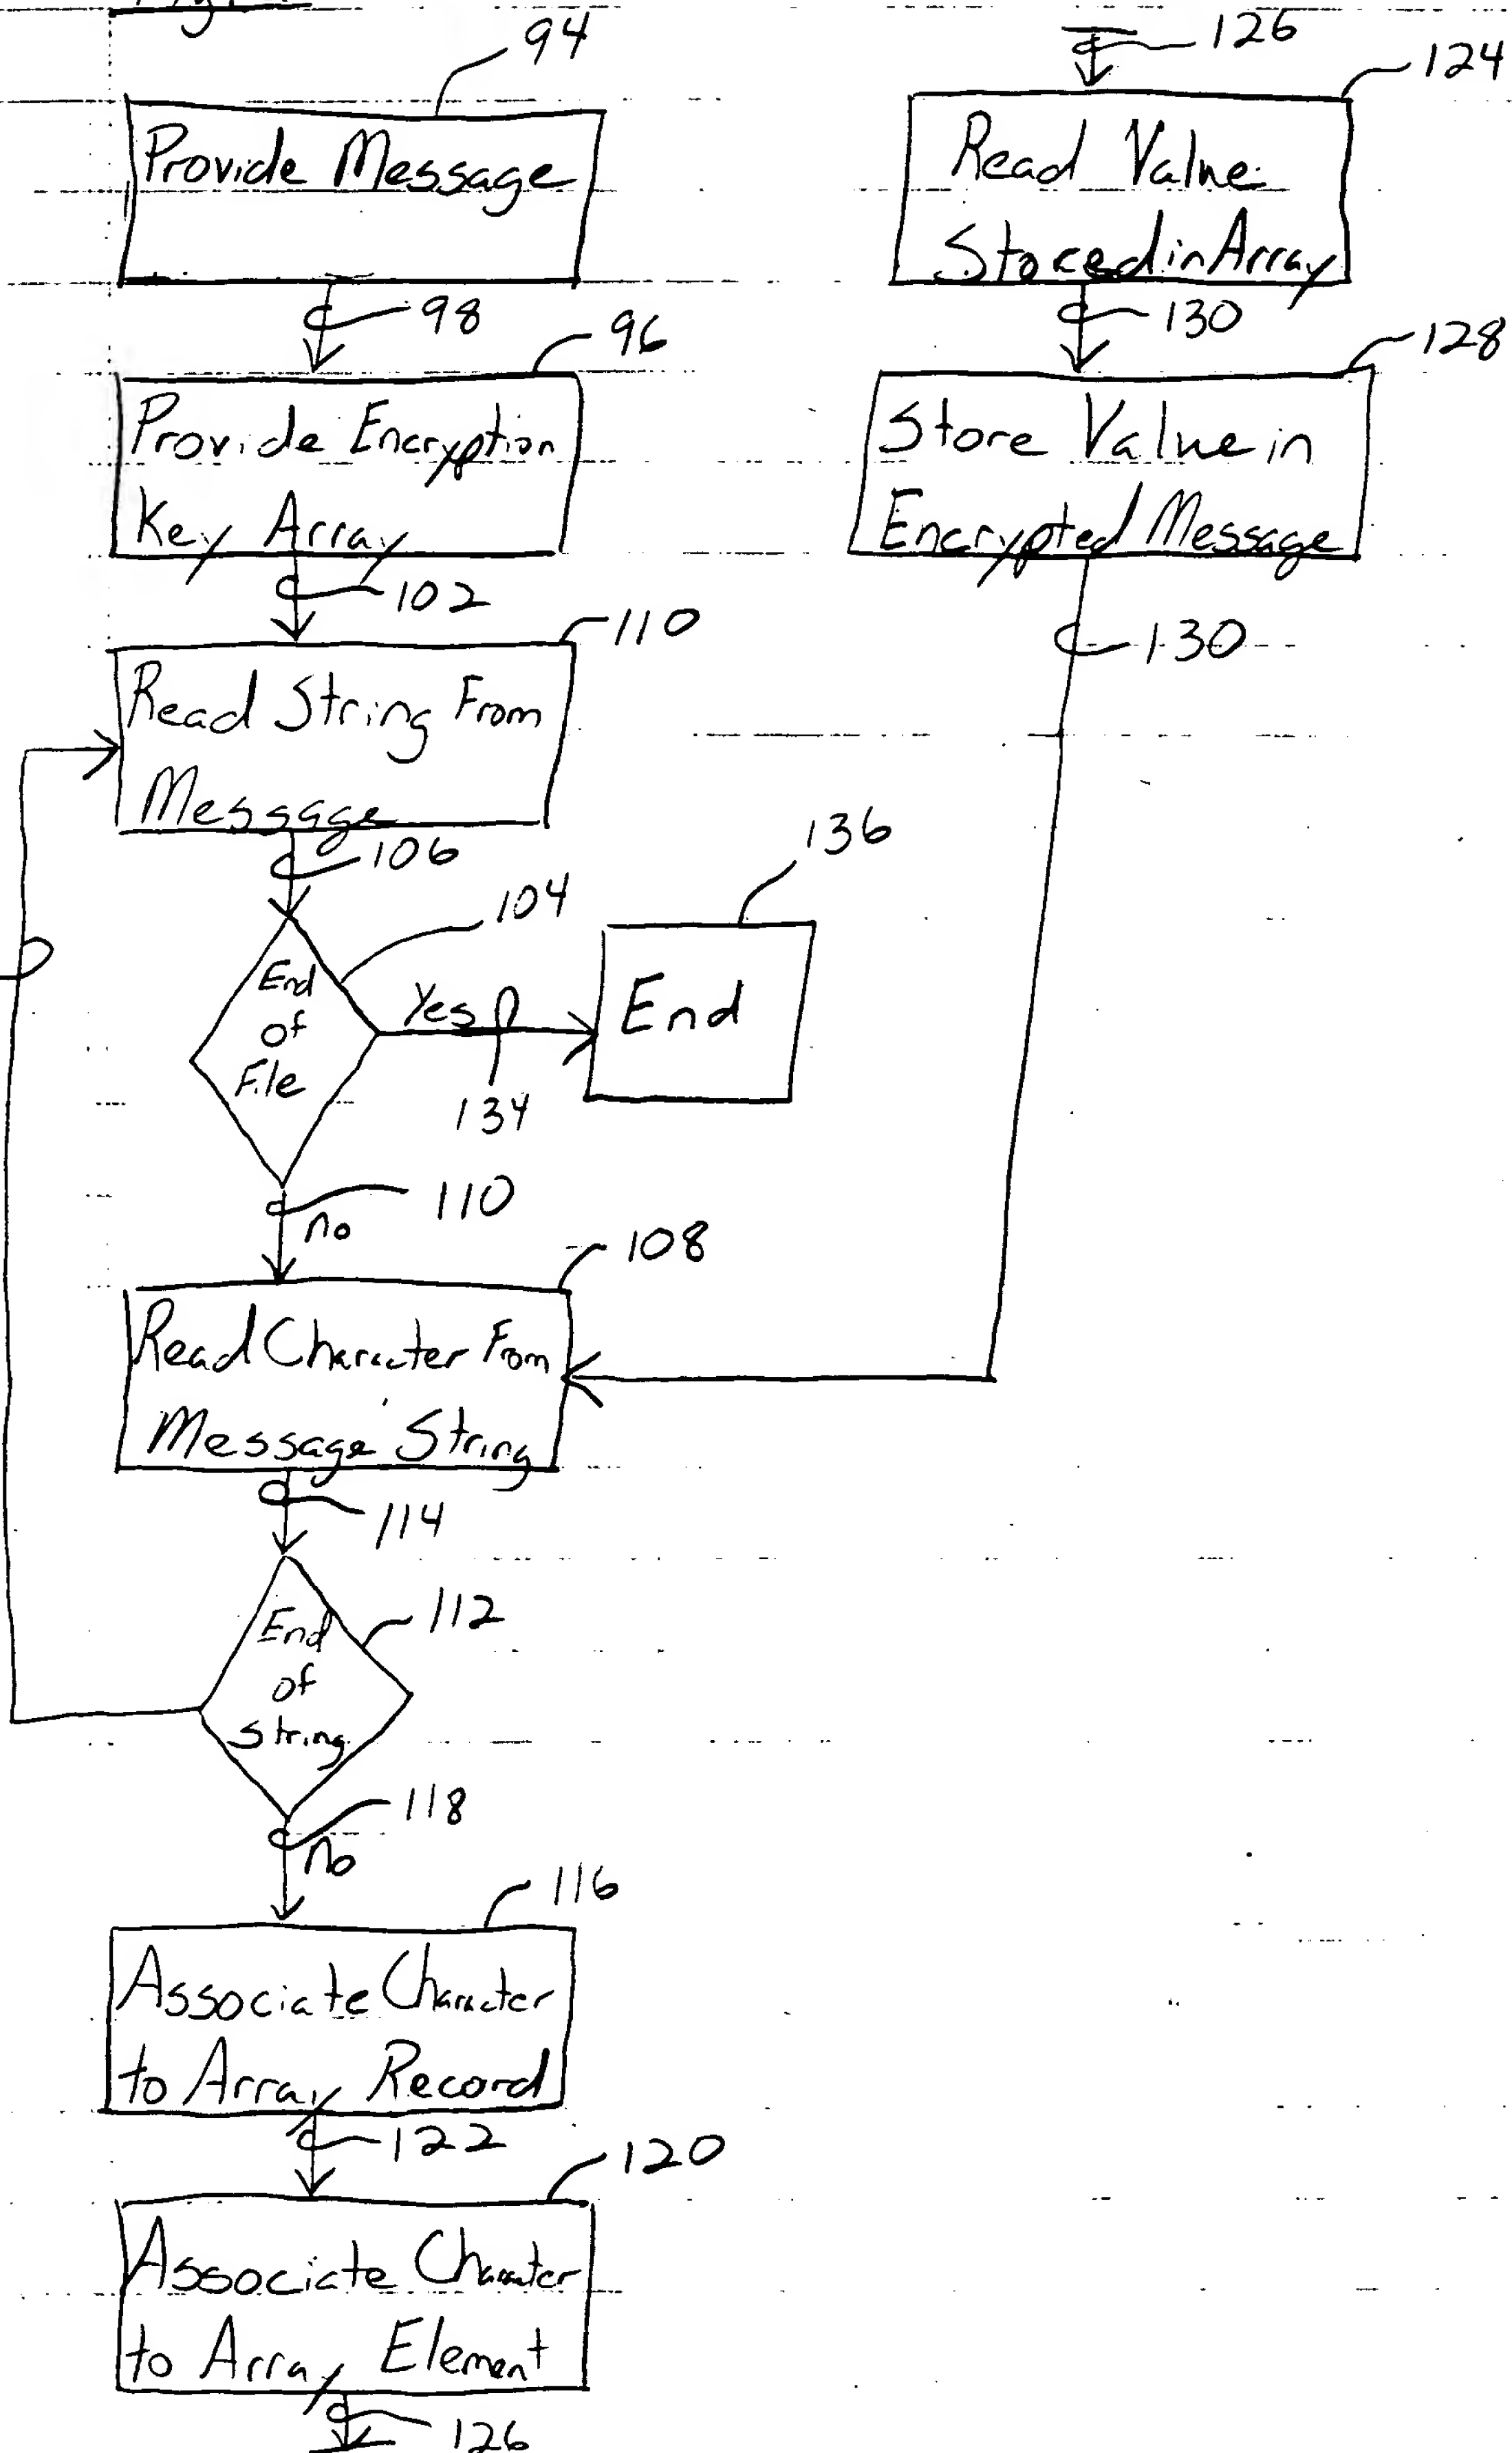 94
Provide Message
98
96
Provide Encryption
Key Array
102
110
Read String From
Message
106
104
End
of
File
Yes
134
136
End
110
no
108
Read Character From
Message String
114
112
End
of
String
118
no
116
Associate Character
to Array Record
122
120
Associate Character
to Array Element
126
126
124
Read Value
Stored in Array
130
128
Store Value in
Encrypted Message
130